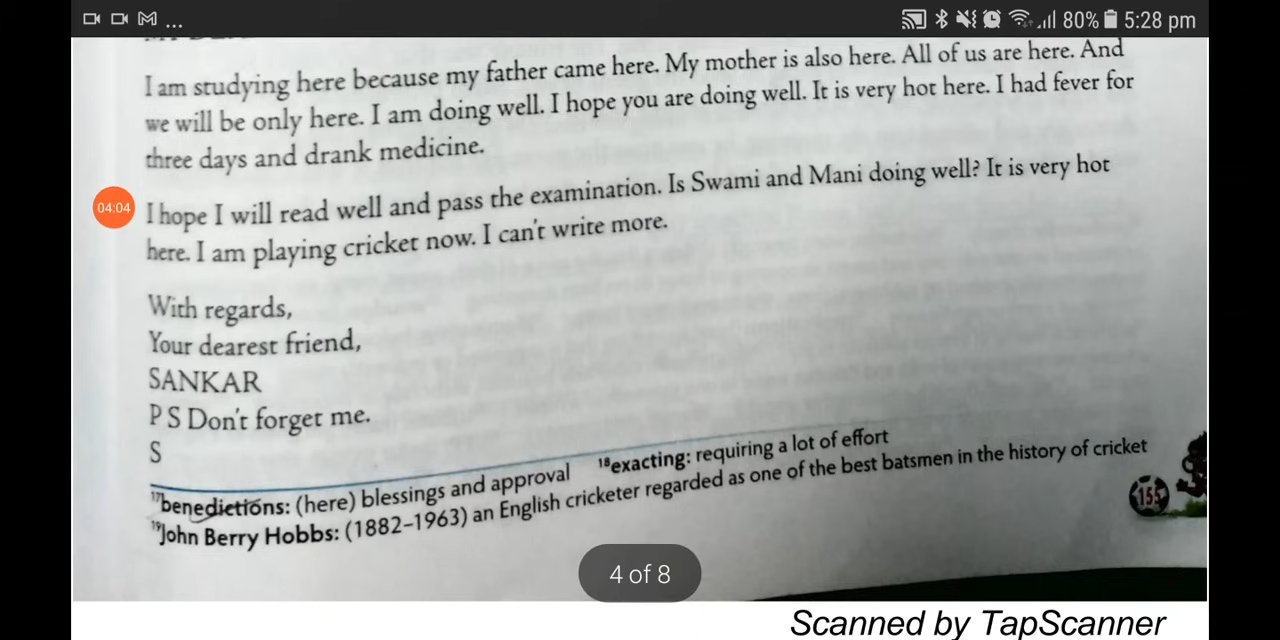 ... 80% 5:28 pm
I am studying here because my father came here. My mother is also here. All of us are here. And
we will be only here. I am doing well. I hope you are doing well. It is very hot here. I had fever for
three days and drank medicine.
04:04
I hope I will read well and pass the examination. Is Swami and Mani doing well? It is very hot
here. I am playing cricket now. I can't write more.
With regards,
Your dearest friend,
SANKAR
P S Don't forget me.
S
17benedictions: (here) blessings and approval 18exacting: requiring a lot of effort
19John Berry Hobbs: (1882–1963) an English cricketer regarded as one of the best batsmen in the history of cricket
155
4 of 8
Scanned by TapScanner